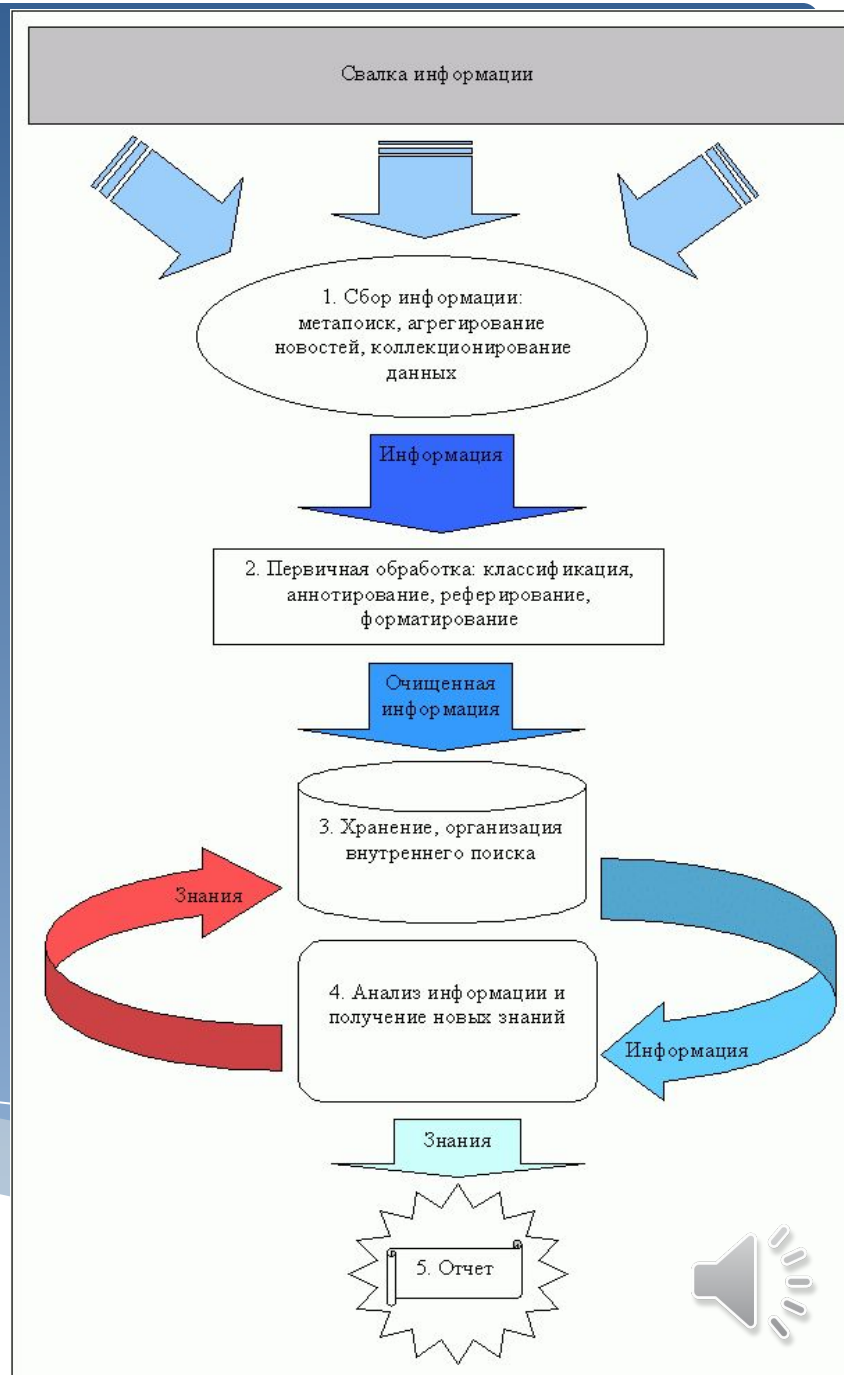 Свалка информации
1. Сбор информации:
метапоиск, агрегирование
новостей, коллекционирование
данных
Информация
2. Первичная обработка: классификация,
аннотирование, реферирование,
форматирование
Очищенная
информация
3. Хранение, организация
внутреннего поиска
Знания
4. Анализ информации и
получение новых знаний
Информация
Знания
5. Отчет